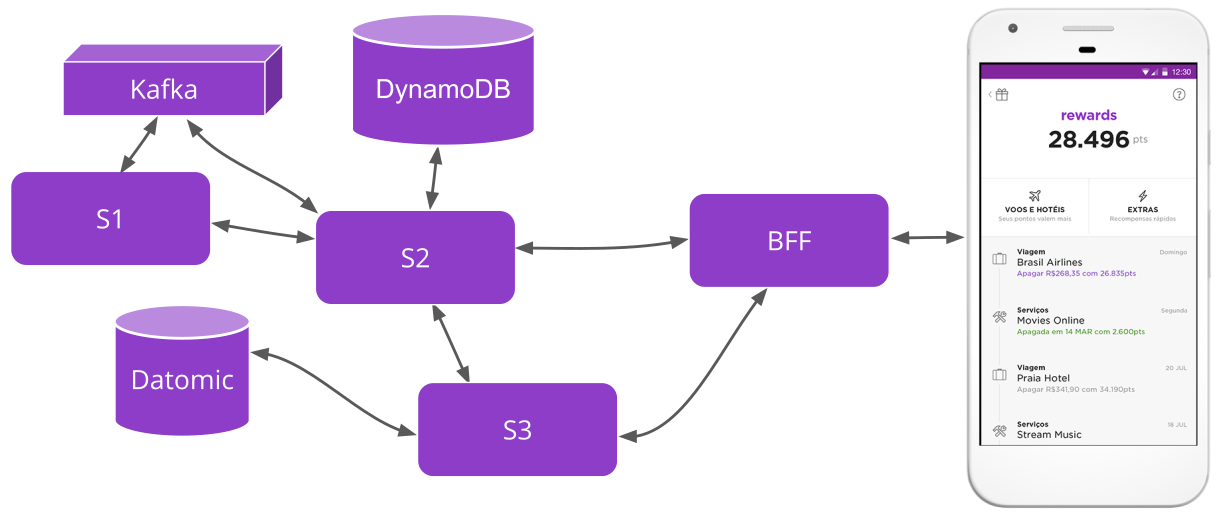 Kafka
DynamoDB
S1
S2
BFF
Datomic
S3
12:30
rewards
28.496 pts
VOOS E HOTÉIS
Seus pontos valem mais
EXTRAS
Recompensas rápidas
Viagem
Domingo
Brasil Airlines
Apagar R$268,35 com 26.835pts
Serviços
Segunda
Movies Online
Apagada em 14 MAR com 2.600pts
Viagem
20 JUL
Praia Hotel
Apagar R$341,90 com 34.190pts
Serviços
18 JUL
Stream Music